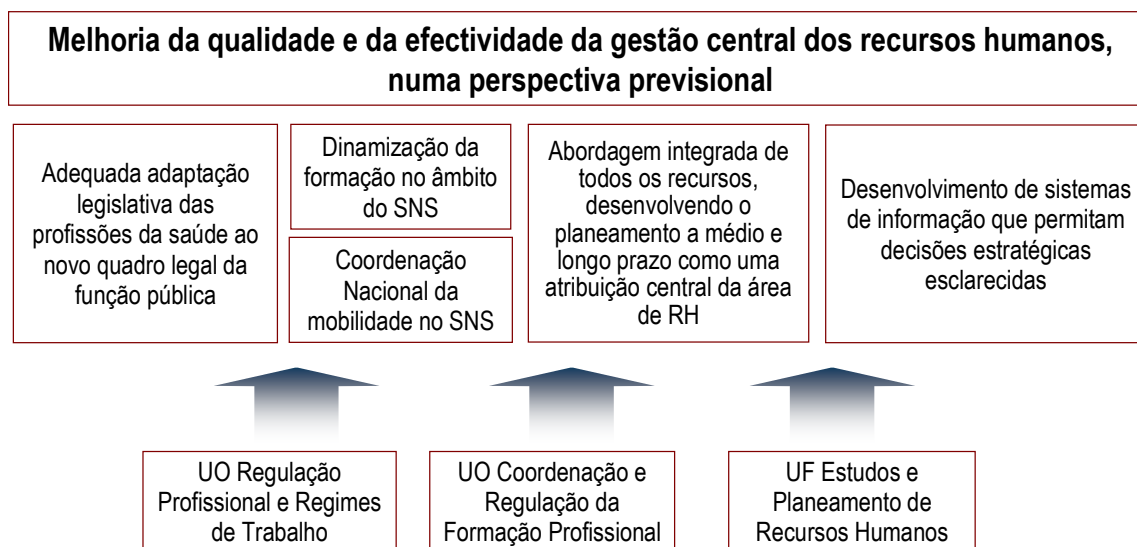 Melhoria da qualidade e da efectividade da gestão central dos recursos humanos,
numa perspectiva previsional
Adequada adaptação
legislativa das
profissões da saúde ao
novo quadro legal da
função pública
Dinamização da
formação no âmbito
do SNS
Coordenação
Nacional da
mobilidade no SNS
Abordagem integrada de
todos os recursos,
desenvolvendo o
planeamento a médio e
longo prazo como uma
atribuição central da área
de RH
Desenvolvimento de sistemas
de informação que permitam
decisões estratégicas
esclarecidas
UO Regulação
Profissional e Regimes
de Trabalho
UO Coordenação e
Regulação da
Formação Profissional
UF Estudos e
Planeamento de
Recursos Humanos